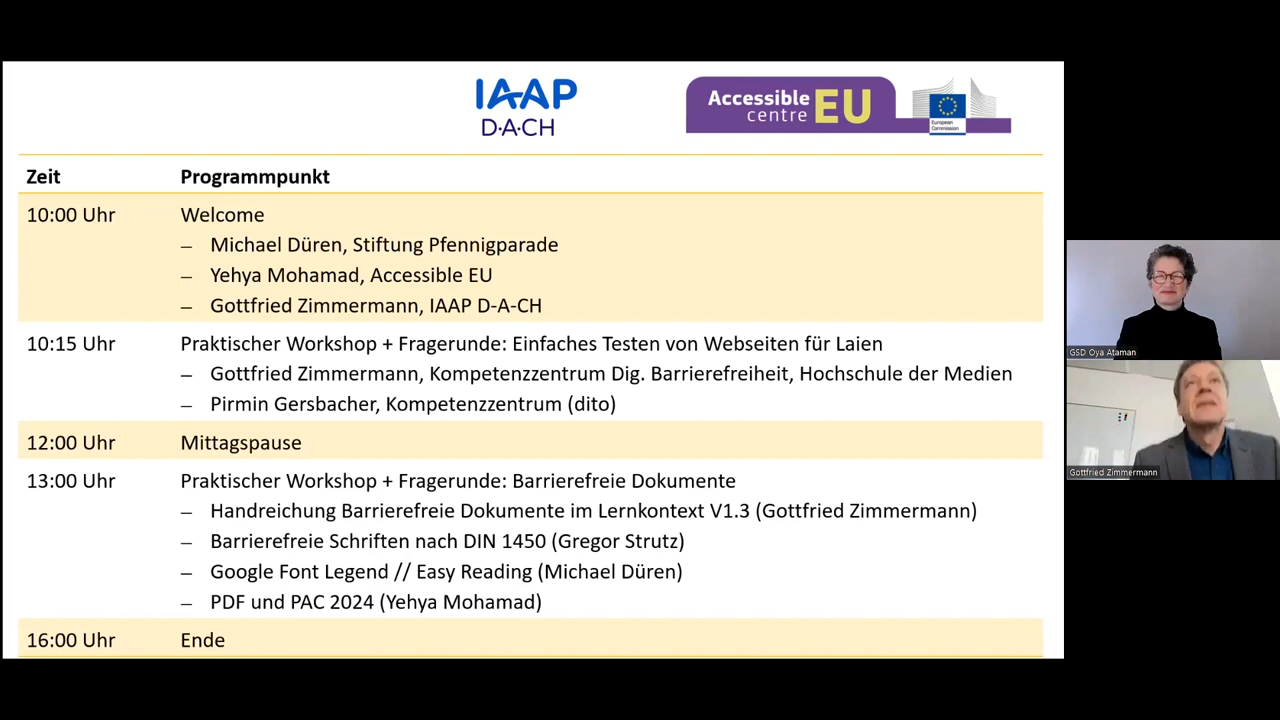 IAAP
D·A·CH
Accessible
centre
EU
European
Commission
Zeit Programmpunkt
10:00 Uhr Welcome
– Michael Düren, Stiftung Pfennigparade
– Yehya Mohamad, Accessible EU
– Gottfried Zimmermann, IAAP D-A-CH
10:15 Uhr Praktischer Workshop + Fragerunde: Einfaches Testen von Webseiten für Laien
– Gottfried Zimmermann, Kompetenzzentrum Dig. Barrierefreiheit, Hochschule der Medien
– Pirmin Gersbacher, Kompetenzzentrum (dito)
12:00 Uhr Mittagspause
13:00 Uhr Praktischer Workshop + Fragerunde: Barrierefreie Dokumente
– Handreichung Barrierefreie Dokumente im Lernkontext V1.3 (Gottfried Zimmermann)
– Barrierefreie Schriften nach DIN 1450 (Gregor Strutz)
– Google Font Legend // Easy Reading (Michael Düren)
– PDF und PAC 2024 (Yehya Mohamad)
16:00 Uhr Ende
GSD Oya Ataman
Gottfried Zimmermann